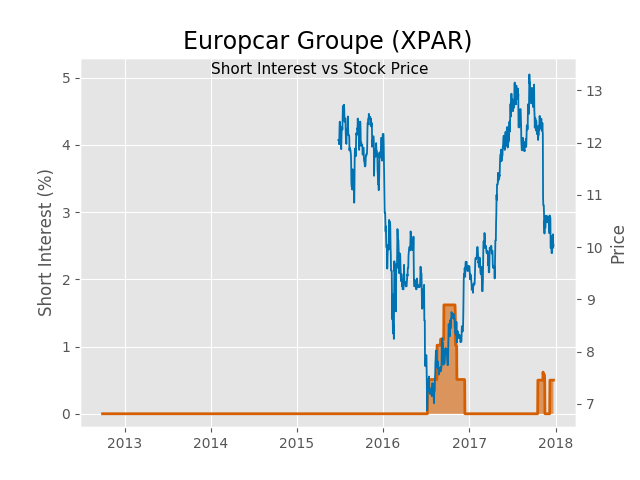 Europcar Groupe (XPAR)
Short Interest vs Stock Price
Short Interest (%)
5
4
3
2
1
0
13
12
11
10
9
8
7
Price
2013 2014 2015 2016 2017 2018